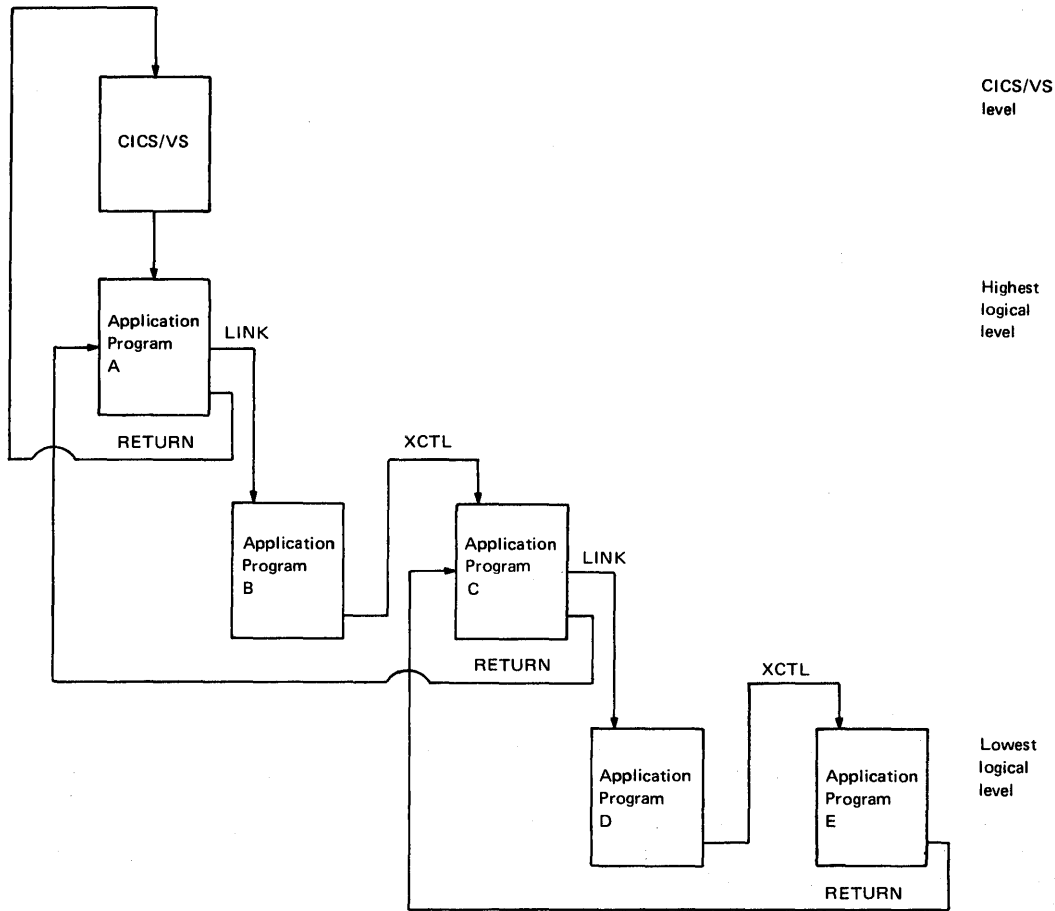 CICS/VS
level
CICS/VS
Highest
logical
level
Application
Program
A
LINK
RETURN
XCTL
Application
Program
B
Application
Program
C
LINK
RETURN
XCTL
Application
Program
D
Application
Program
E
Lowest
logical
level
RETURN